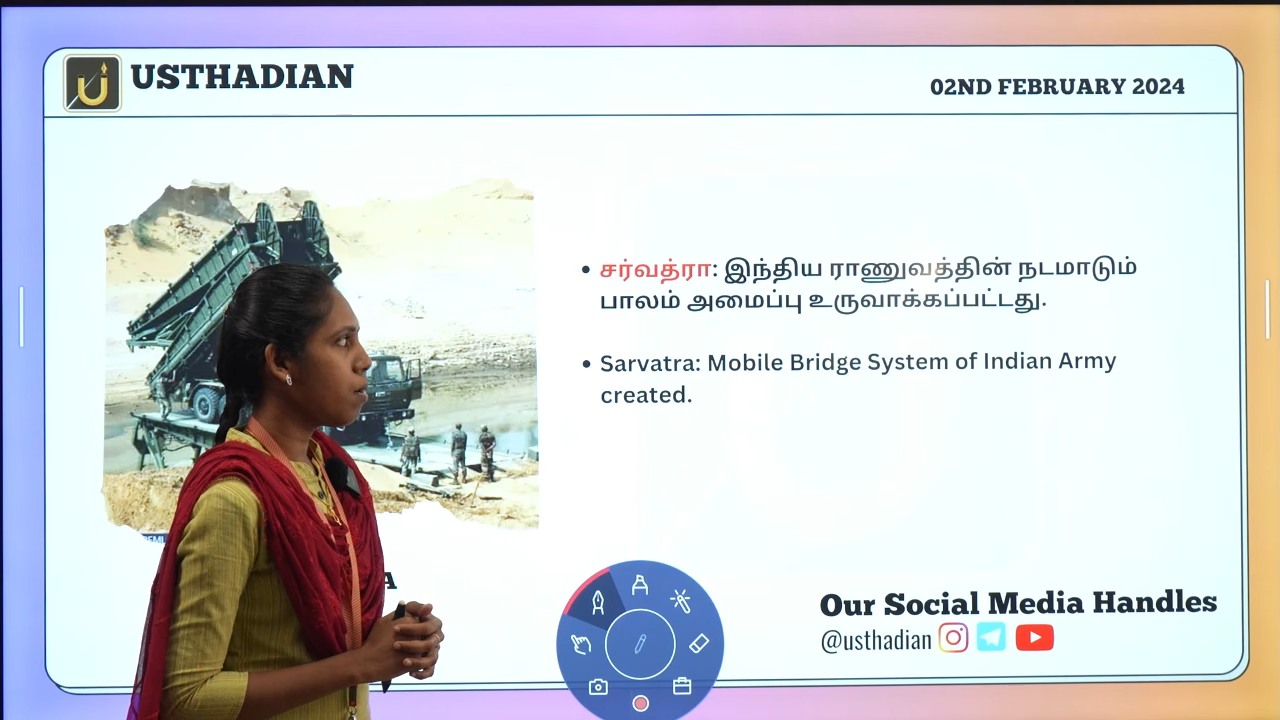 USTHADIAN
02ND FEBRUARY 2024
• சர்வத்ரா: இந்திய ராணுவத்தின் நடமாடும்
பாலம் அமைப்பு உருவாக்கப்பட்டது.
• Sarvatra: Mobile Bridge System of Indian Army
created.
Our Social Media Handles
@usthadian